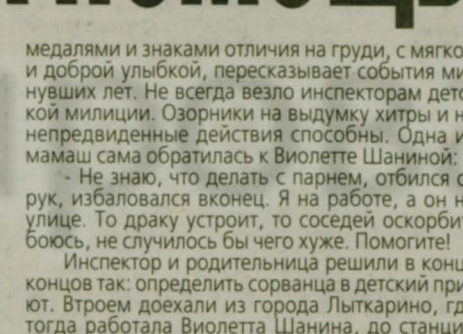 медалями и знаками отличия на груди, с мягко
и доброй улыбкой, пересказывает события ми
нувших лет. Не всегда везло инспекторам детс
кой милиции. Озорники на выдумку хитры и н
непредвиденные действия способны. Одна и
мамаш сама обратилась к Виолетте Шаниной:
- Не знаю, что делать с парнем, отбился о
рук, избаловался вконец. Я на работе, а он н
улице. То драку устроит, то соседей оскорбит
боюсь, не случилось бы чего хуже. Помогите!
Инспектор и родительница решили в конц
концов так: определить сорванца в детский при
ют. Втроем доехали из города Лыткарино, гд
тогда работала Виолетта Шанина, до станци